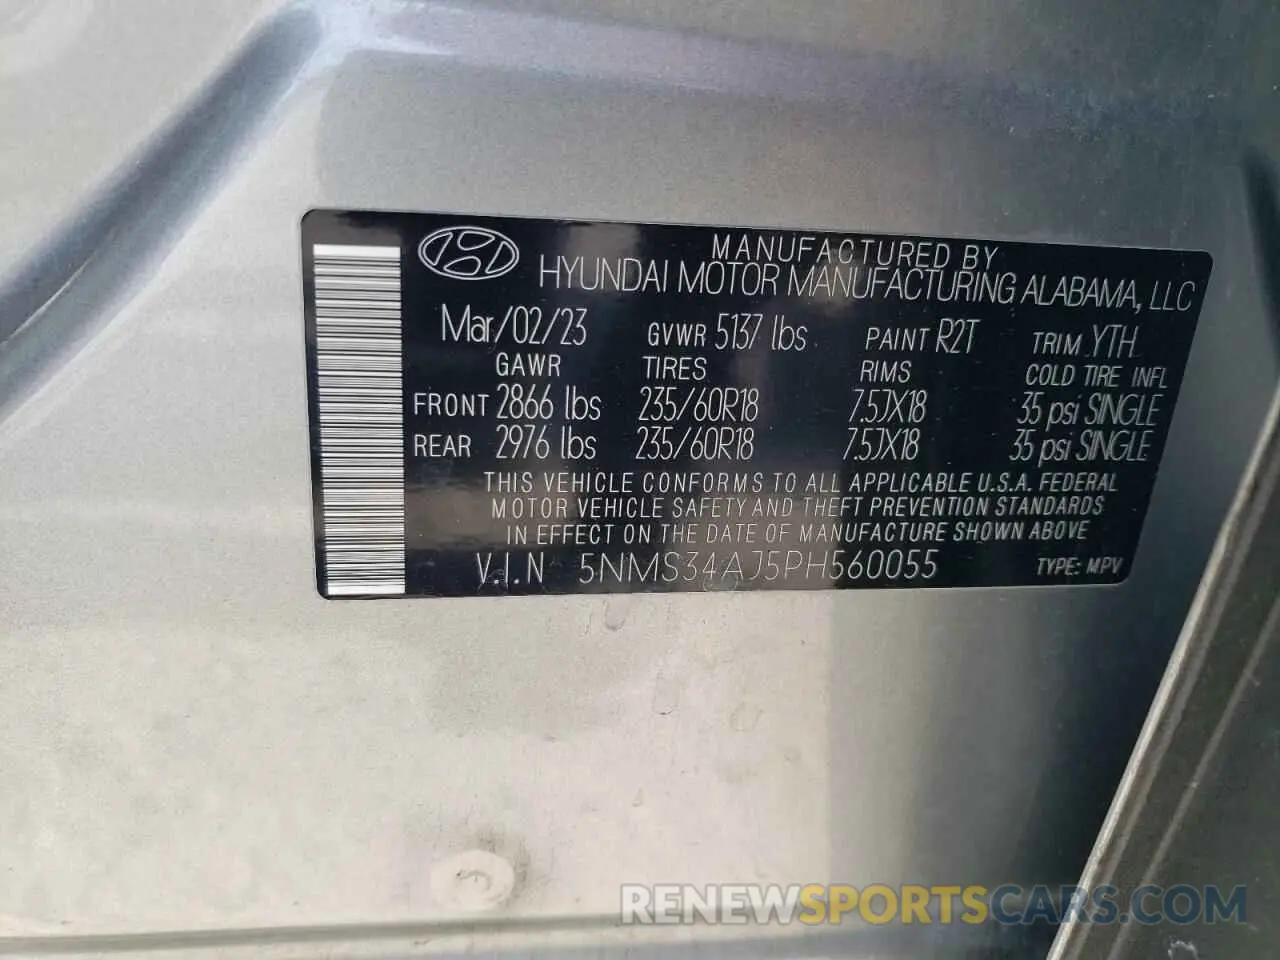 MANUFACTURED BY
HYUNDAI MOTOR MANUFACTURING ALABAMA, LLC
Mar/02/23 GVWR 5137 lbs PAINT R2T TRIM YTH
GAWR TIRES RIMS COLD TIRE INFL
FRONT 2866 lbs 235/60R18 7.5JX18 35 psi SINGLE
REAR 2976 lbs 235/60R18 7.5JX18 35 psi SINGLE
THIS VEHICLE CONFORMS TO ALL APPLICABLE U.S.A. FEDERAL
MOTOR VEHICLE SAFETY AND THEFT PREVENTION STANDARDS
IN EFFECT ON THE DATE OF MANUFACTURE SHOWN ABOVE
V.I.N 5NMS34AJ5PH560055 TYPE: MPV
RENEWSPORTSCARS.COM